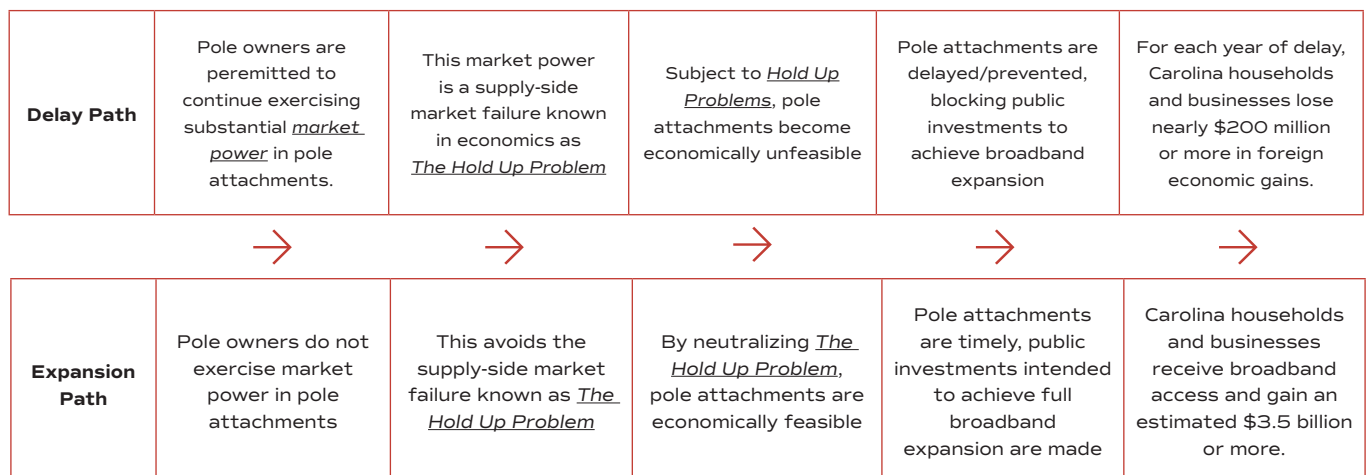 Delay Path
Pole owners are
peremitted to
continue exercising
substantial market
power in pole
attachments.
This market power
is a supply-side
market failure known
in economics as
The Hold Up Problem
Subject to Hold Up
Problems, pole
attachments become
economically unfeasible
Pole attachments are
delayed/prevented,
blocking public
investments to
achieve broadband
expansion
For each year of delay,
Carolina households
and businesses lose
nearly $200 million
or more in foreign
economic gains.
Expansion
Path
Pole owners do not
exercise market
power in pole
attachments
This avoids the
supply-side market
failure known as The
Hold Up Problem
By neutralizing The
Hold Up Problem,
pole attachments are
economically feasible
Pole attachments
are timely, public
investments intended
to achieve full
broadband
expansion are made
Carolina households
and businesses
receive broadband
access and gain an
estimated $3.5 billion
or more.